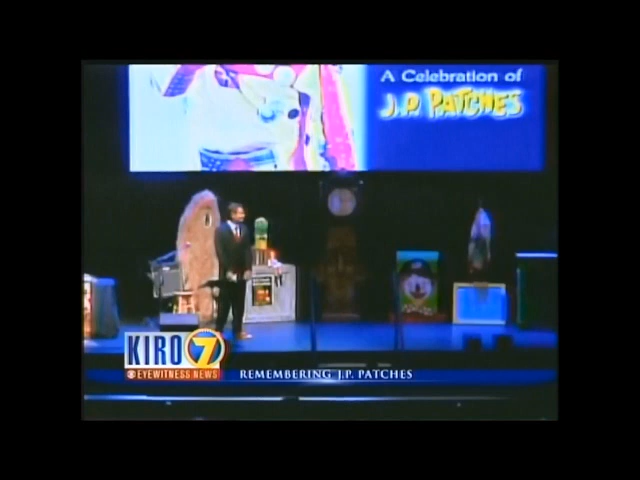 A Celebration of
J.P. PATCHES
KIRO 7
EYEWITNESS NEWS
REMEMBERING J.P. PATCHES